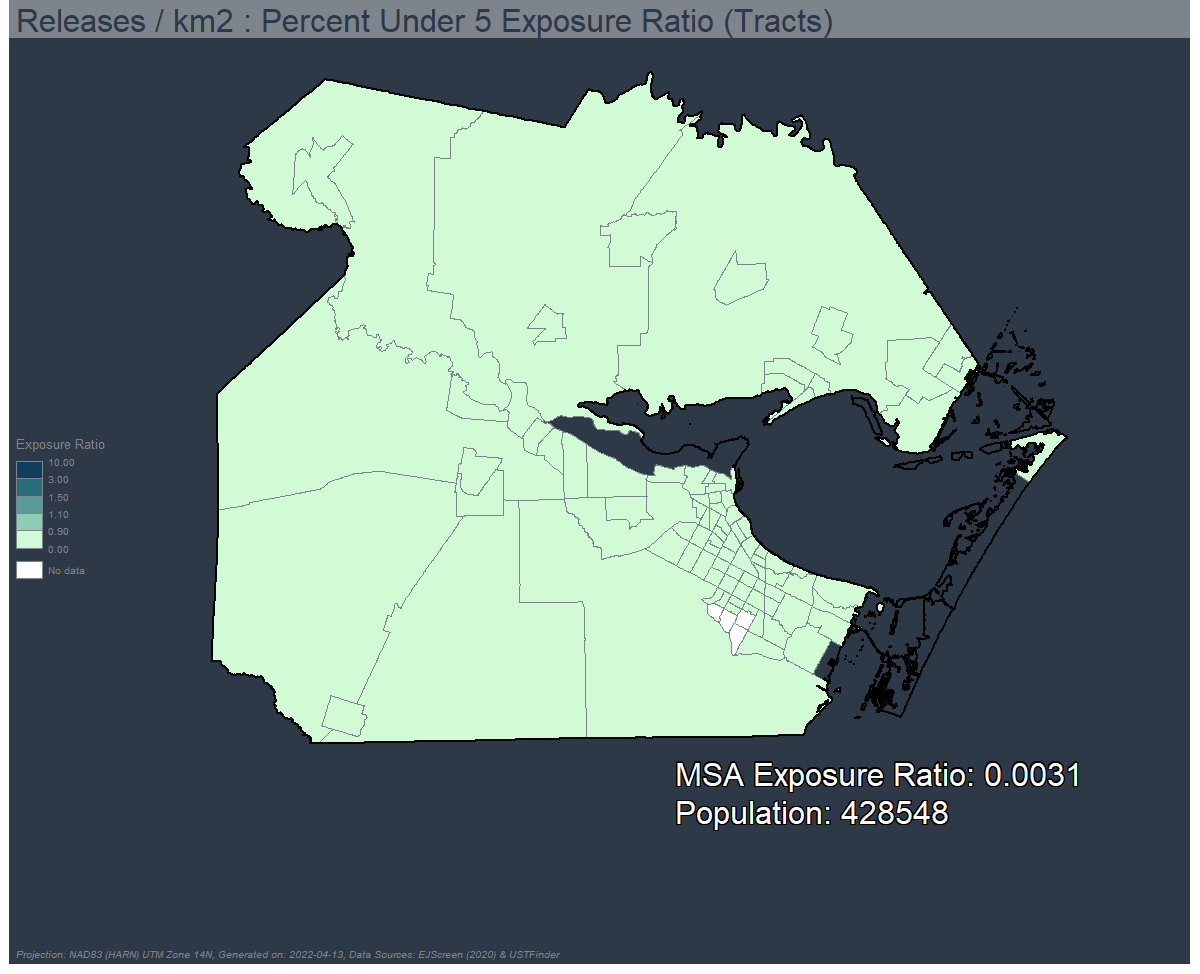 Releases / km2 : Percent Under 5 Exposure Ratio (Tracts)
Exposure Ratio
10.00
3.00
1.50
1.10
0.90
0.00
No data
MSA Exposure Ratio: 0.0031
Population: 428548
Projection: NAD83 (HARN) UTM Zone 14N, Generated on: 2022-04-13, Data Sources: EJScreen (2020) & USTFinder